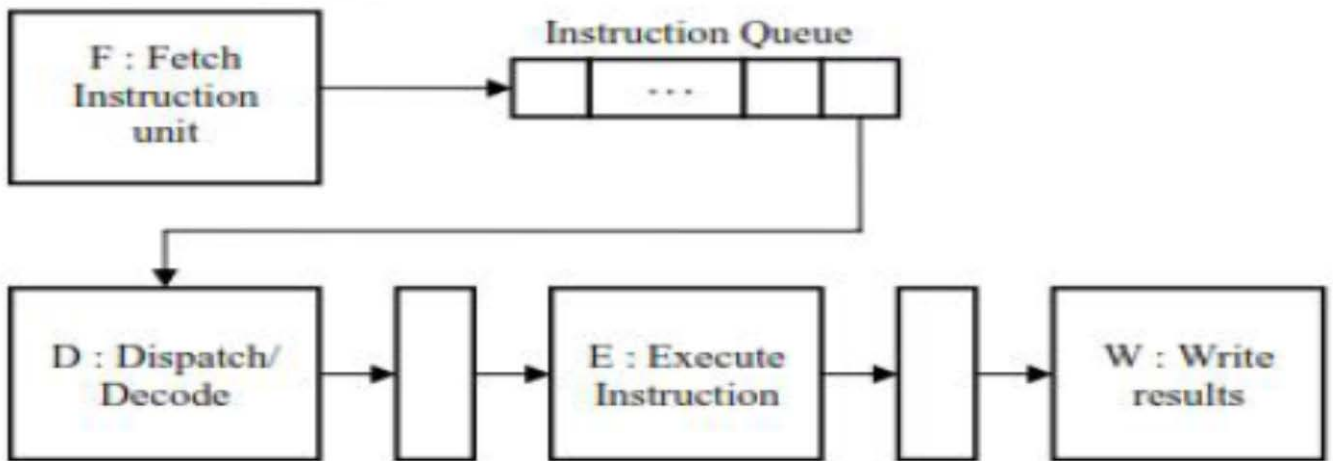 F : Fetch
Instruction
unit
Instruction Queue
...
D : Dispatch/
Decode
E : Execute
Instruction
W : Write
results